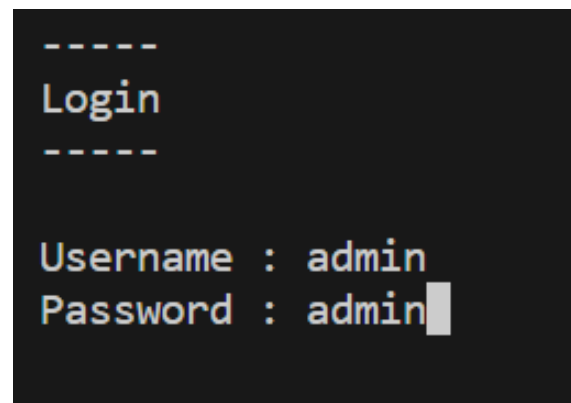 -----
Login
-----
Username : admin
Password : admin